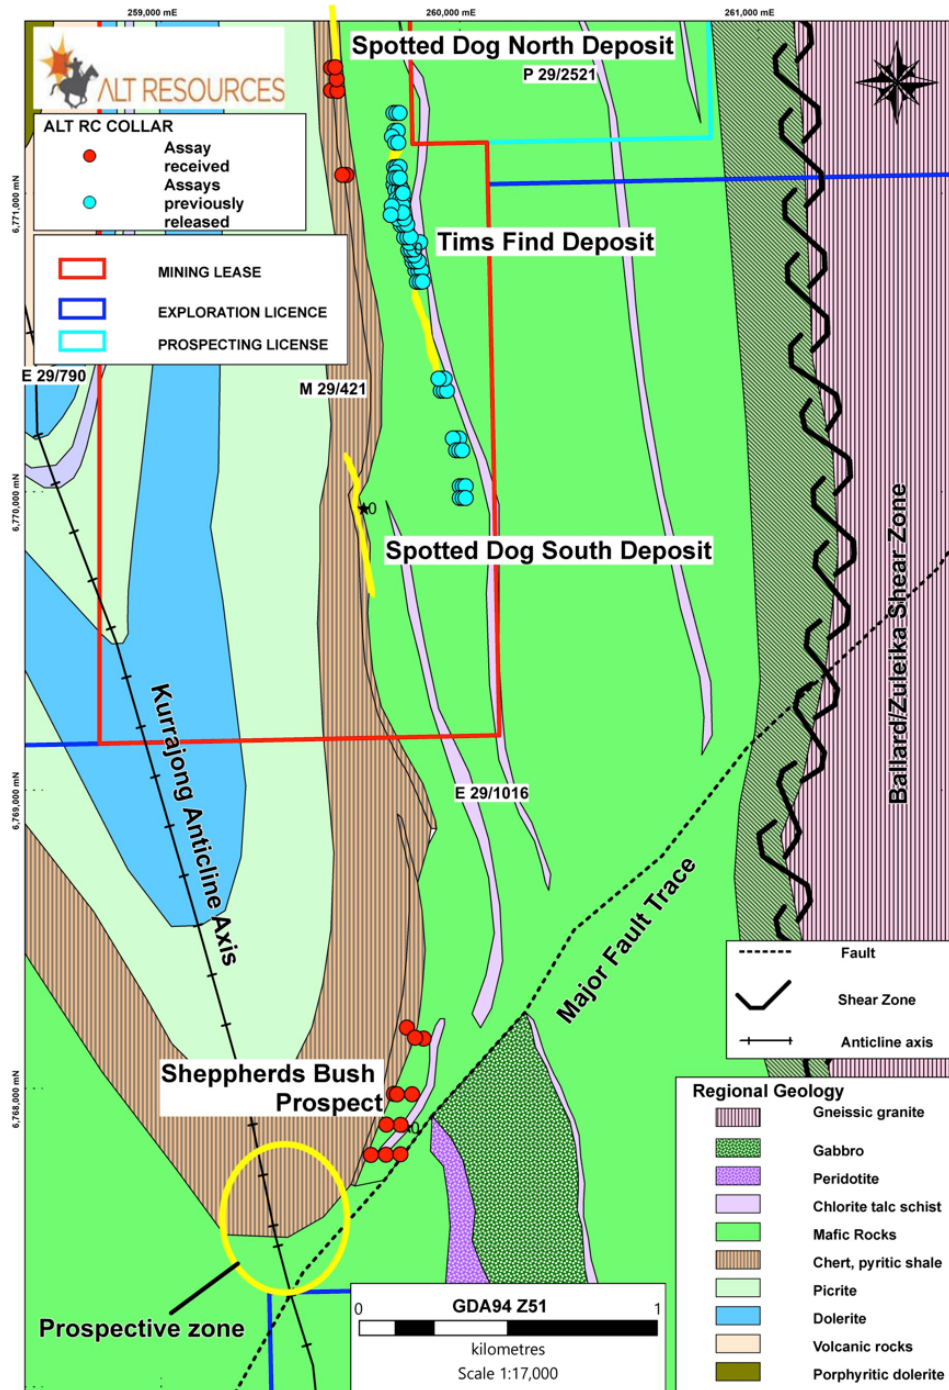 259,000 mE
260,000 mE
261,000 mE
ALT RESOURCES
Spotted Dog North Deposit
P 29/2521
ALT RC COLLAR
Assay
received
Assays
previously
released
6,771,000 mN
Tims Find Deposit
MINING LEASE
EXPLORATION LICENCE
PROSPECTING LICENSE
E 29/790
M 29/421
6,770,000 mN
0
Spotted Dog South Deposit
Ballard/Zuleika Shear Zone
Kurrajong Anticline Axis
6,769,000 mN
E 29/1016
Major Fault Trace
Fault
Shear Zone
Anticline axis
Sheppherds Bush
Prospect
6,768,000 mN
0
Regional Geology
Gneissic granite
Gabbro
Peridotite
Chlorite talc schist
Mafic Rocks
Chert, pyritic shale
Picrite
Dolerite
Volcanic rocks
Porphyritic dolerite
Prospective zone
0
GDA94 Z51
1
kilometres
Scale 1:17,000